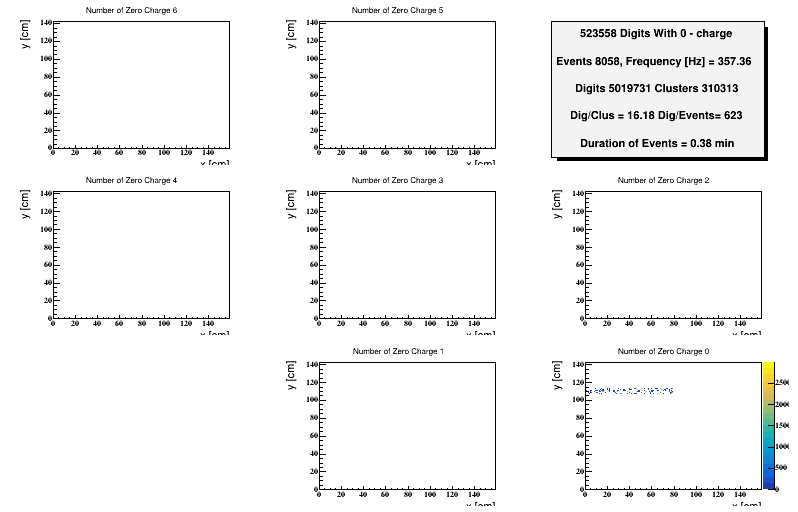 Number of Zero Charge 6
y [cm]
140
120
100
80
60
40
20
0
0 20 40 60 80 100 120 140
x [cm]
Number of Zero Charge 5
y [cm]
140
120
100
80
60
40
20
0
0 20 40 60 80 100 120 140
x [cm]
523558 Digits With 0 - charge
Events 8058, Frequency [Hz] = 357.36
Digits 5019731 Clusters 310313
Dig/Clus = 16.18 Dig/Events= 623
Duration of Events = 0.38 min
Number of Zero Charge 4
y [cm]
140
120
100
80
60
40
20
0
0 20 40 60 80 100 120 140
x [cm]
Number of Zero Charge 3
y [cm]
140
120
100
80
60
40
20
0
0 20 40 60 80 100 120 140
x [cm]
Number of Zero Charge 2
y [cm]
140
120
100
80
60
40
20
0
0 20 40 60 80 100 120 140
x [cm]
Number of Zero Charge 1
y [cm]
140
120
100
80
60
40
20
0
0 20 40 60 80 100 120 140
x [cm]
Number of Zero Charge 0
y [cm]
140
120
100
80
60
40
20
0
0 20 40 60 80 100 120 140
x [cm]
2500
2000
1500
1000
500
0